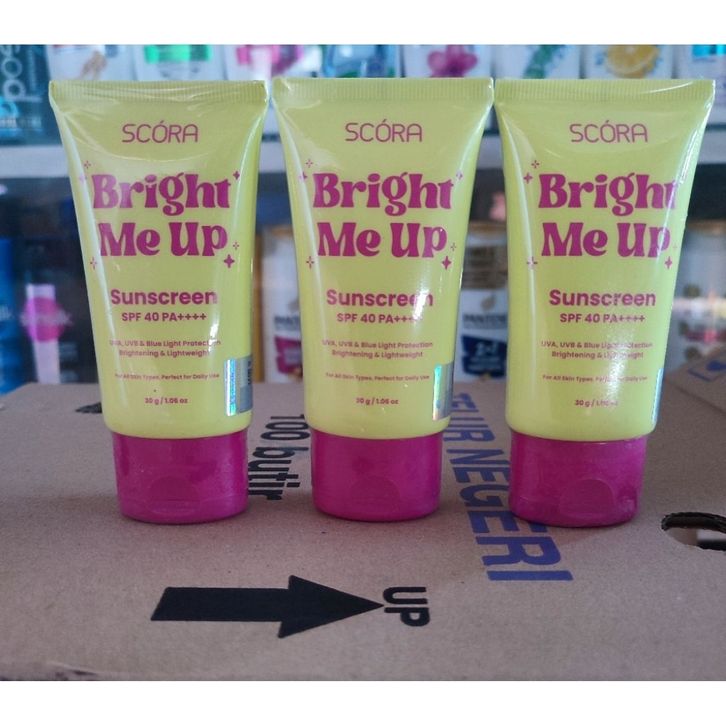 SCÓRA
Bright
Me Up
Sunscreen
SPF 40 PA++++
UVA, UVB & Blue Light Protection
Brightening & Lightweight
For All Skin Types, Perfect for Daily Use
30 g / 1.06 oz
SCÓRA
Bright
Me Up
Sunscreen
SPF 40 PA++++
UVA, UVB & Blue Light Protection
Brightening & Lightweight
For All Skin Types, Perfect for Daily Use
30 g / 1.06 oz
SCÓRA
Bright
Me Up
Sunscreen
SPF 40 PA++++
UVA, UVB & Blue Light Protection
Brightening & Lightweight
For All Skin Types, Perfect for Daily Use
30 g / 1.06 oz
100 butir
TELUR NEGERI
UP